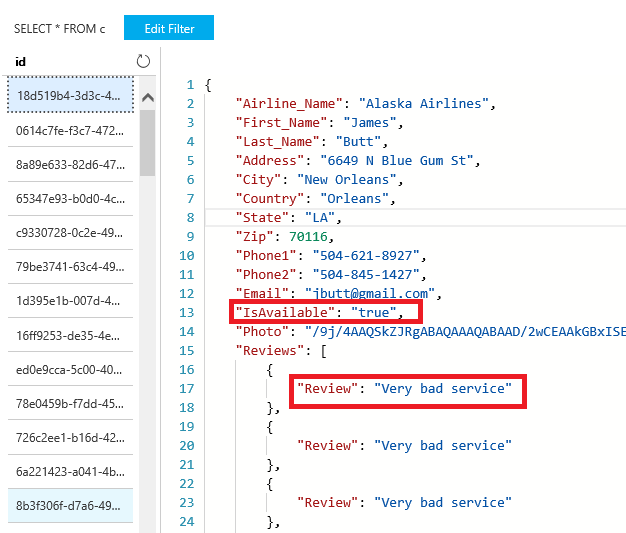 SELECT * FROM c
Edit Filter
id
18d519b4-3d3c-4...
0614c7fe-f3c7-472...
8a89e633-82d6-47...
65347e93-b0d0-4c...
c9330728-0c2e-49...
79be3741-63c4-49...
1d395e1b-007d-4...
16ff9253-de35-4e...
ed0e9cca-5c00-40...
78e0459b-f7dd-45...
726c2ee1-b16d-42...
6a221423-a041-4b...
8b3f306f-d7a6-49...
1 {
2 "Airline_Name": "Alaska Airlines",
3 "First_Name": "James",
4 "Last_Name": "Butt",
5 "Address": "6649 N Blue Gum St",
6 "City": "New Orleans",
7 "Country": "Orleans",
8 "State": "LA",
9 "Zip": 70116,
10 "Phone1": "504-621-8927",
11 "Phone2": "504-845-1427",
12 "Email": "jbutt@gmail.com",
13 "IsAvailable": "true",
14 "Photo": "/9j/4AAQSkZJRgABAQAAAQABAAD/2wCEAAkGBxISE
15 "Reviews": [
16 {
17 "Review": "Very bad service"
18 },
19 {
20 "Review": "Very bad service"
21 },
22 {
23 "Review": "Very bad service"
24 },